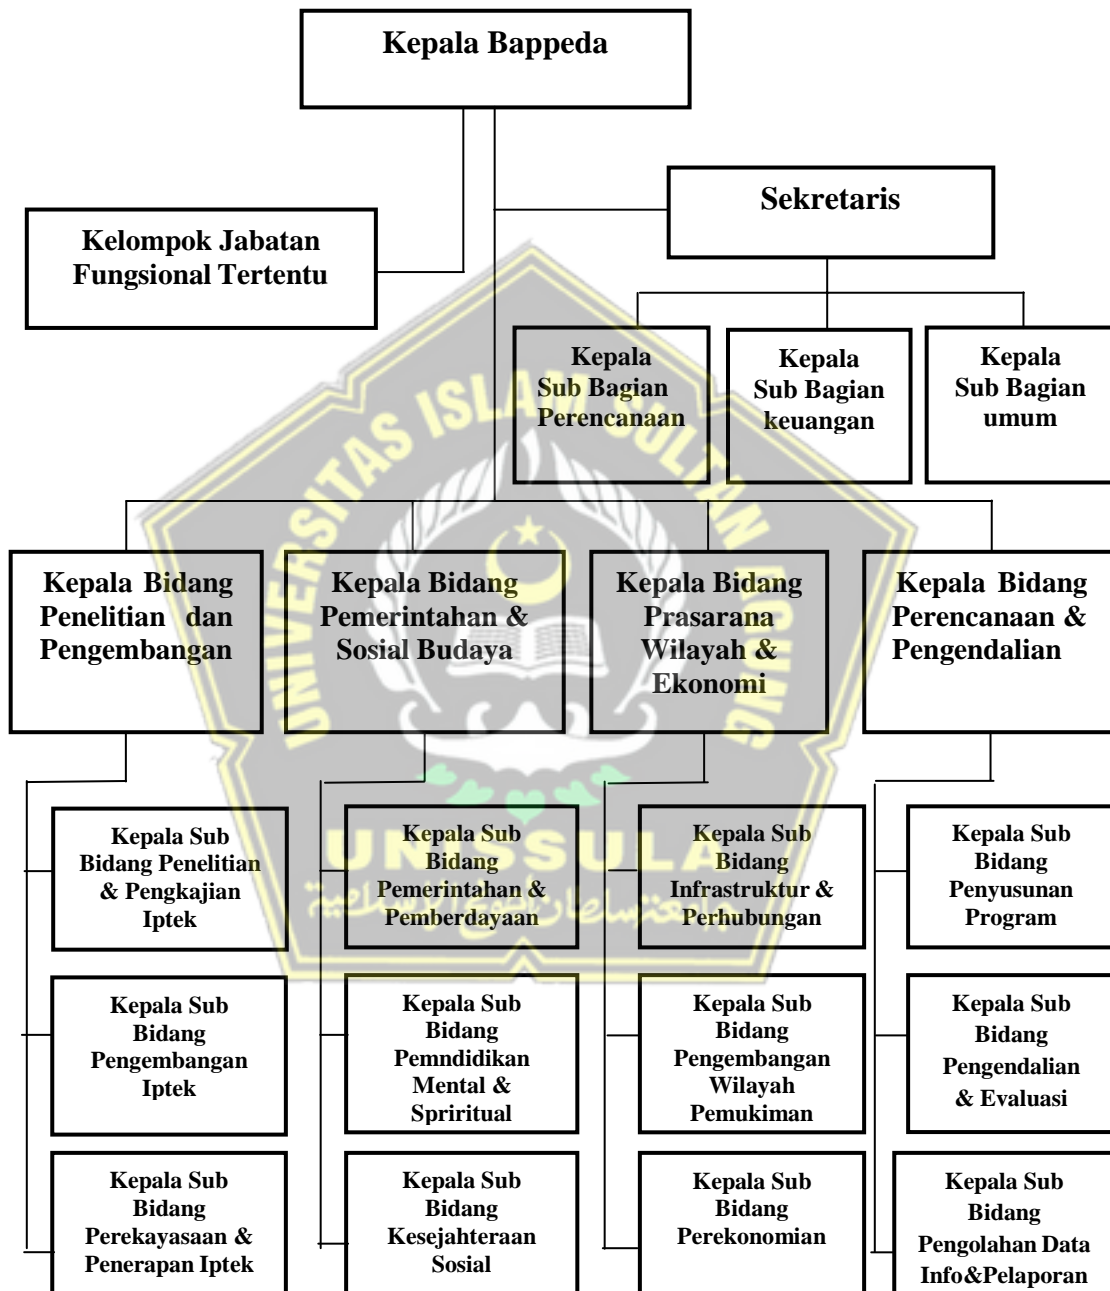 Kepala Bappeda
Sekretaris
Kelompok Jabatan
Fungsional Tertentu
Kepala
Sub Bagian
Perencanaan
Kepala
Sub Bagian
keuangan
Kepala
Sub Bagian
umum
Kepala Bidang
Penelitian dan
Pengembangan
Kepala Bidang
Pemerintahan &
Sosial Budaya
Kepala Bidang
Prasarana
Wilayah &
Ekonomi
Kepala Bidang
Perencanaan &
Pengendalian
Kepala Sub
Bidang Penelitian
& Pengkajian
Iptek
Kepala Sub
Bidang
Pemerintahan &
Pemberdayaan
Kepala Sub
Bidang
Infrastruktur &
Perhubungan
Kepala Sub
Bidang
Penyusunan
Program
Kepala Sub
Bidang
Pengembangan
Iptek
Kepala Sub
Bidang
Pemndidikan
Mental &
Spriritual
Kepala Sub
Bidang
Pengembangan
Wilayah
Pemukiman
Kepala Sub
Bidang
Pengendalian
& Evaluasi
Kepala Sub
Bidang
Perekayasaan &
Penerapan Iptek
Kepala Sub
Bidang
Kesejahteraan
Sosial
Kepala Sub
Bidang
Perekonomian
Kepala Sub
Bidang
Pengolahan Data
Info&Pelaporan
UNIVERSITAS ISLAM SULTAN AGUNG
UNISSULA